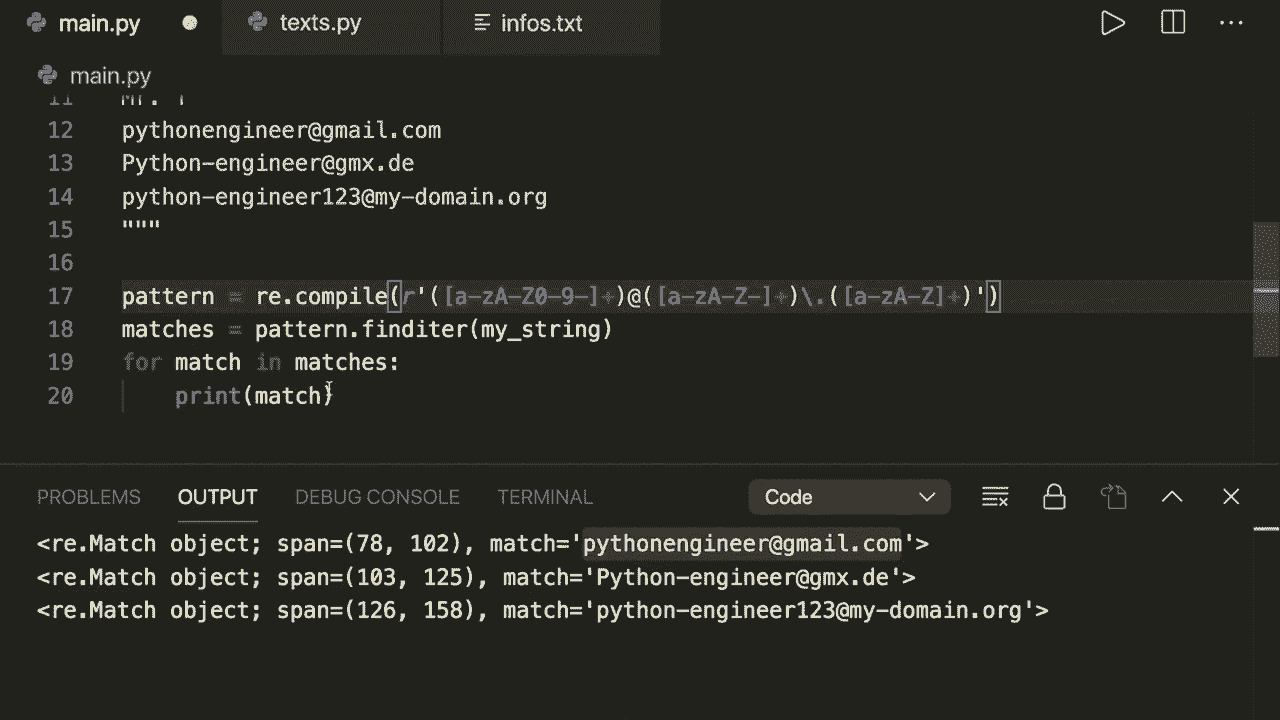 main.py texts.py infos.txt
main.py
12 pythonengineer@gmail.com
13 Python-engineer@gmx.de
14 python-engineer123@my-domain.org
15 """
16
17 pattern = re.compile(r'([a-zA-Z0-9-]+)@([a-zA-Z-]+)\.([a-zA-Z]+)')
18 matches = pattern.finditer(my_string)
19 for match in matches:
20 print(match)
PROBLEMS OUTPUT DEBUG CONSOLE TERMINAL Code
<re.Match object; span=(78, 102), match='pythonengineer@gmail.com'>
<re.Match object; span=(103, 125), match='Python-engineer@gmx.de'>
<re.Match object; span=(126, 158), match='python-engineer123@my-domain.org'>